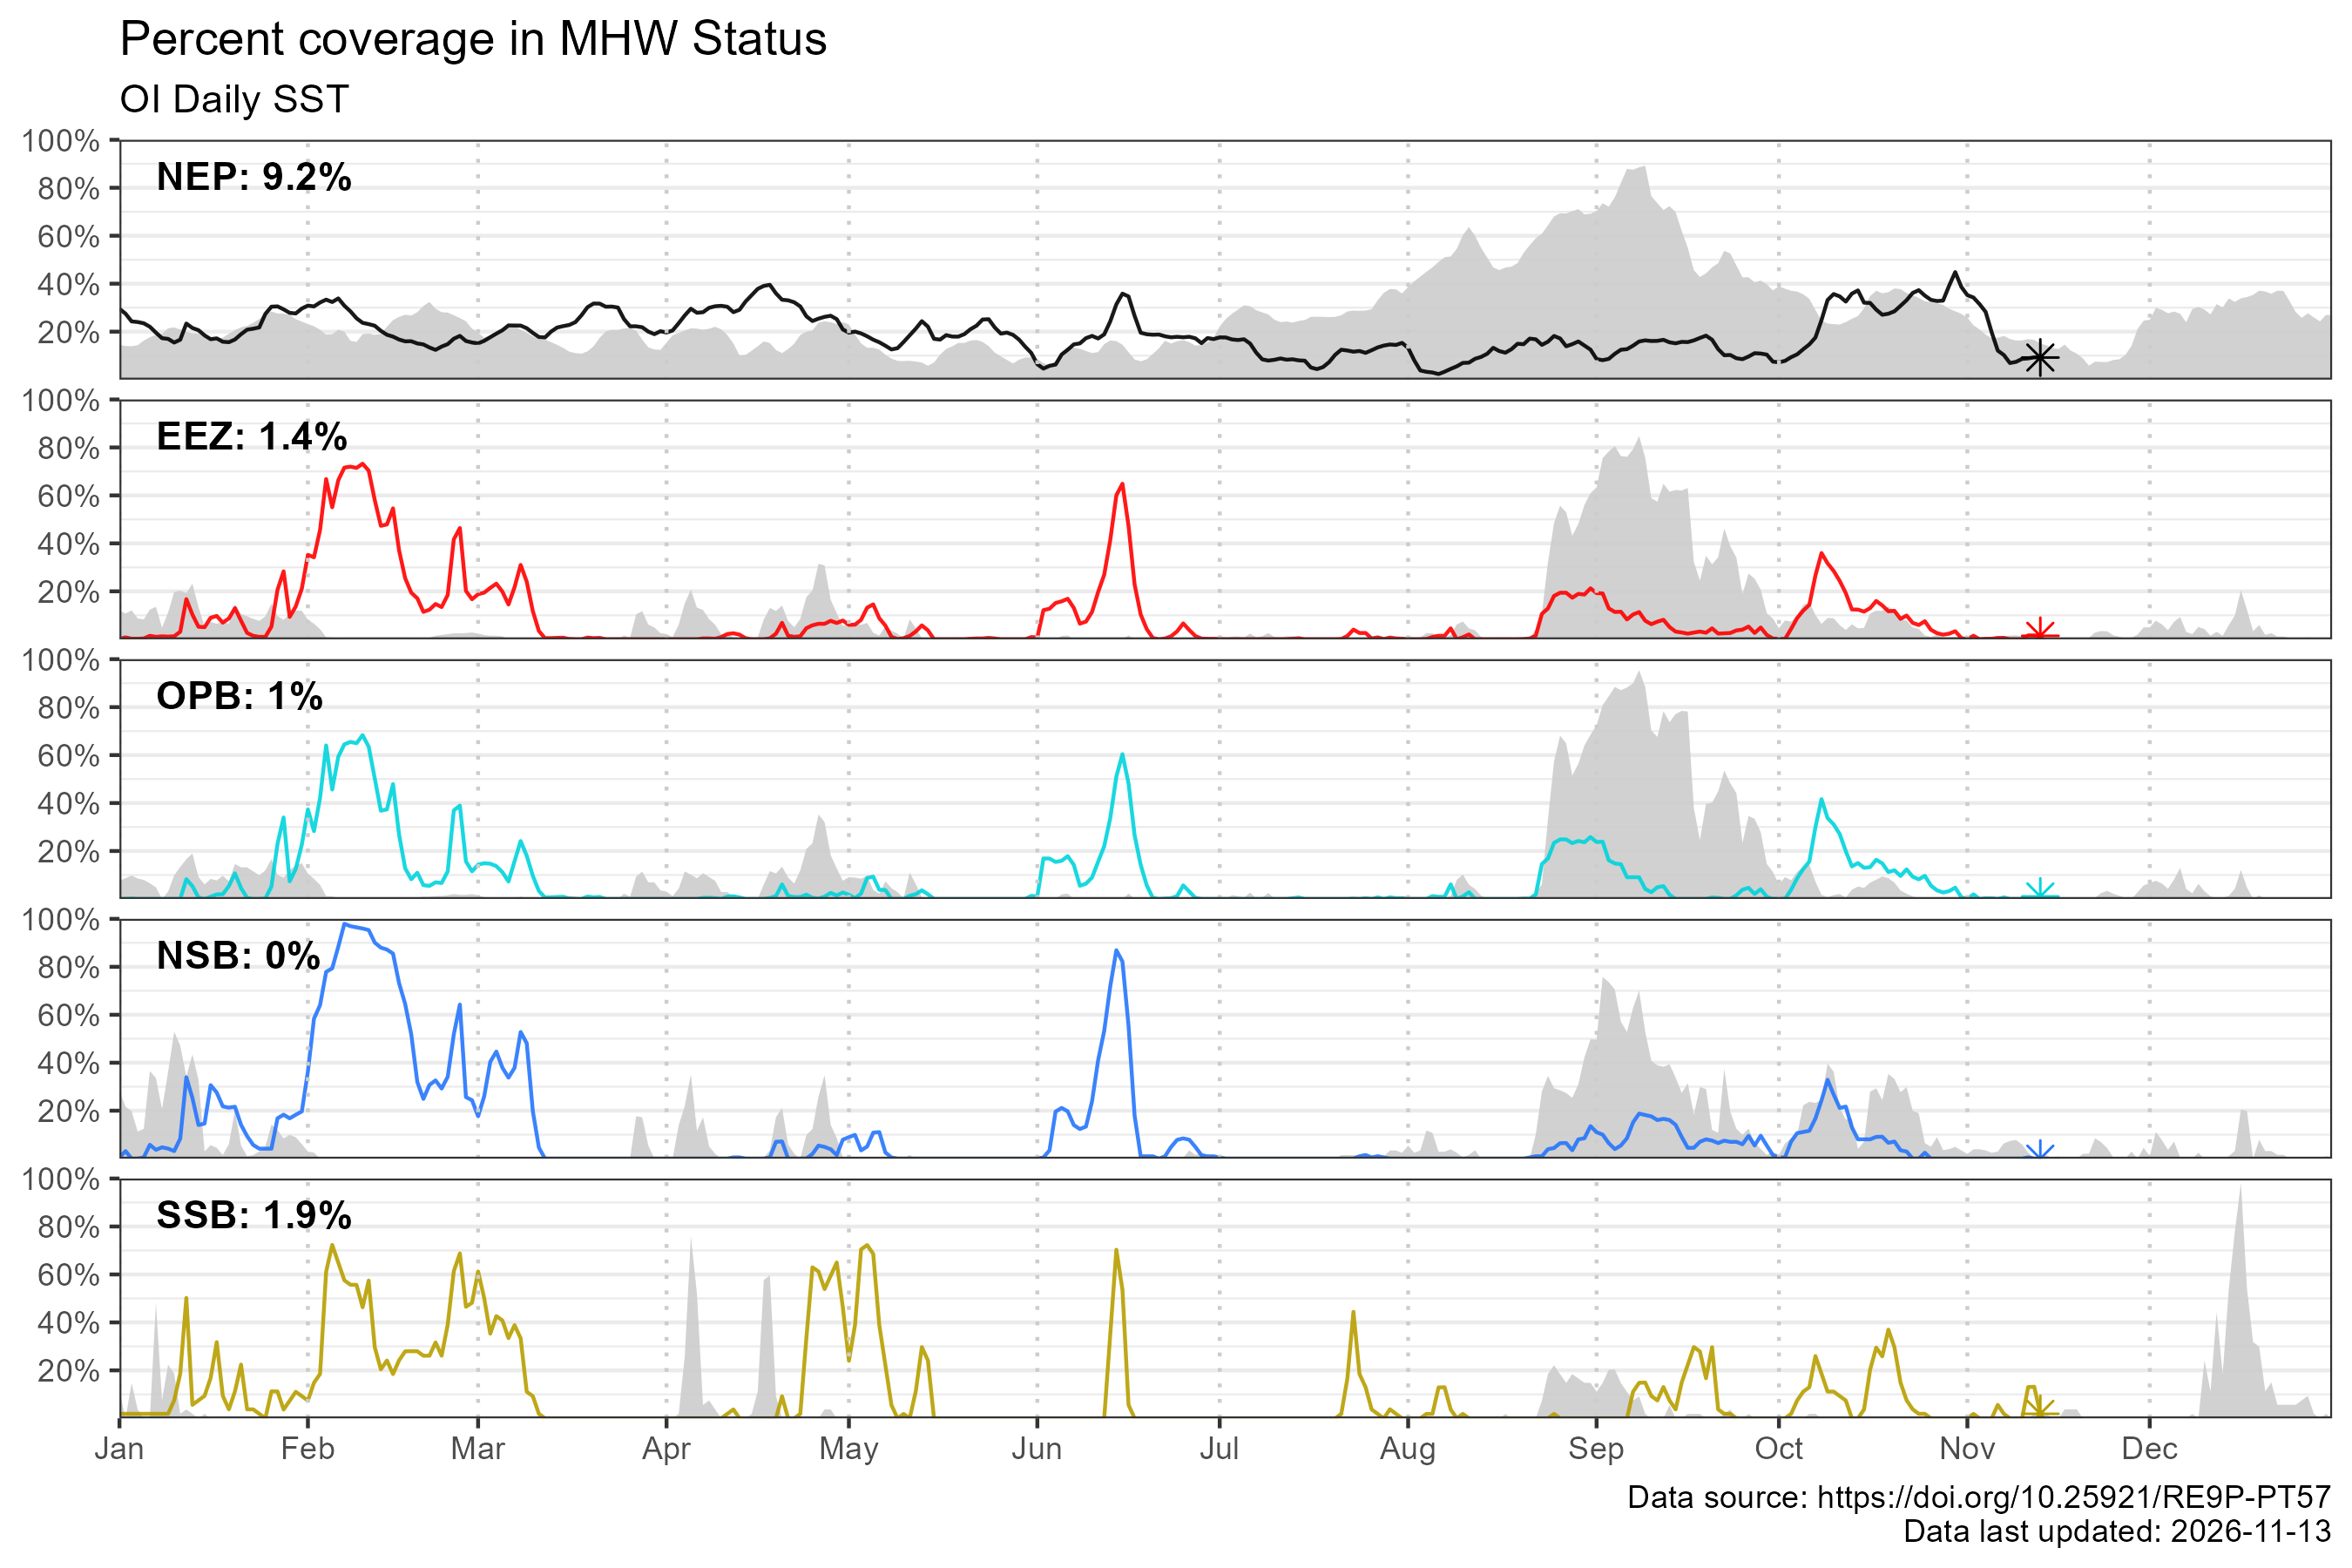 Percent coverage in MHW Status
OI Daily SST
100%
80%
60%
40%
20%
NEP: 9.2%
100%
80%
60%
40%
20%
EEZ: 1.4%
100%
80%
60%
40%
20%
OPB: 1%
100%
80%
60%
40%
20%
NSB: 0%
100%
80%
60%
40%
20%
SSB: 1.9%
Jan Feb Mar Apr May Jun Jul Aug Sep Oct Nov Dec
Data source: https://doi.org/10.25921/RE9P-PT57
Data last updated: 2026-11-13